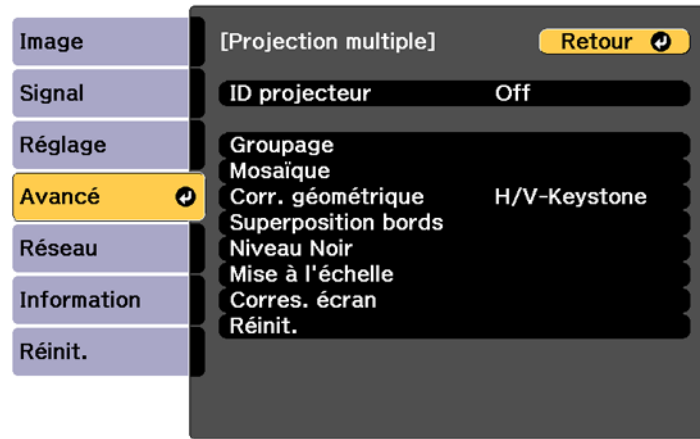 Image
Signal
Réglage
Avancé
Réseau
Information
Réinit.
[Projection multiple] Retour
ID projecteur Off
Groupage
Mosaïque
Corr. géométrique H/V-Keystone
Superposition bords
Niveau Noir
Mise à l'échelle
Corres. écran
Réinit.